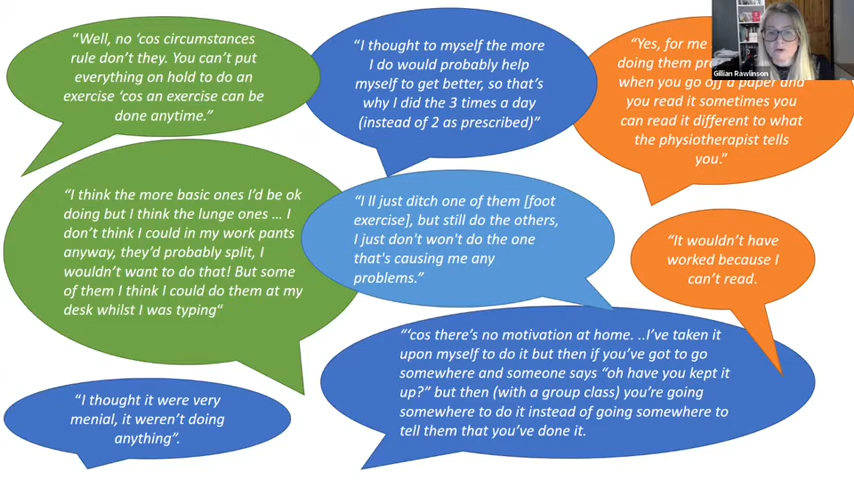 “Well, no ‘cos circumstances
rule don’t they. You can’t put
everything on hold to do an
exercise ‘cos an exercise can be
done anytime.”
“I thought to myself the more
I do would probably help
myself to get better, so that’s
why I did the 3 times a day
(instead of 2 as prescribed)”
“Yes, for me
doing them pr
when you go off a paper and
you read it sometimes you
can read it different to what
the physiotherapist tells
you.”
Gillian Rawlinson
“I think the more basic ones I’d be ok
doing but I think the lunge ones … I
don’t think I could in my work pants
anyway, they’d probably split, I
wouldn’t want to do that! But some
of them I think I could do them at my
desk whilst I was typing“
“I ll just ditch one of them [foot
exercise], but still do the others,
I just don't won't do the one
that's causing me any
problems.”
“It wouldn’t have
worked because I
can’t read.
“‘cos there’s no motivation at home. ..I’ve taken it
upon myself to do it but then if you’ve got to go
somewhere and someone says “oh have you kept it
up?” but then (with a group class) you’re going
somewhere to do it instead of going somewhere to
tell them that you’ve done it.
“I thought it were very
menial, it weren’t doing
anything”.